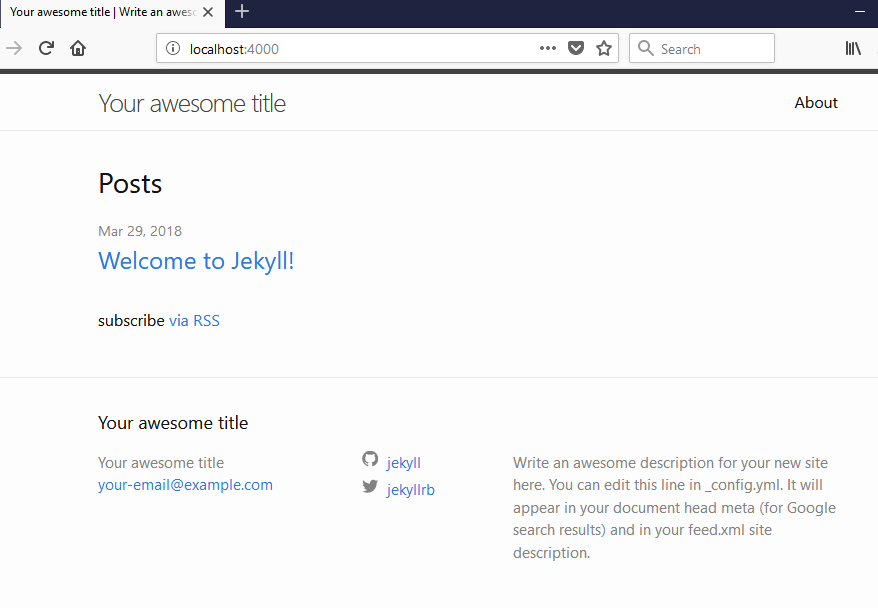 Your awesome title | Write an awes
localhost:4000
Search
Your awesome title
About
Posts
Mar 29, 2018
Welcome to Jekyll!
subscribe via RSS
Your awesome title
Your awesome title
your-email@example.com
jekyll
jekyllrb
Write an awesome description for your new site
here. You can edit this line in _config.yml. It will
appear in your document head meta (for Google
search results) and in your feed.xml site
description.